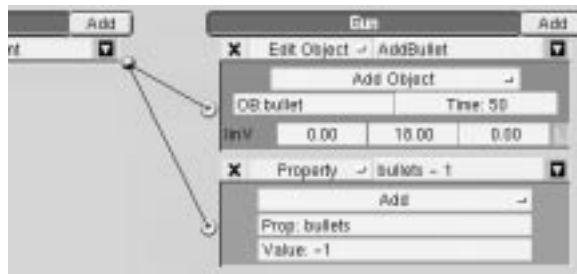 Add Gun Add
nt X Edit Object AddBullet
Add Object
OB:bullet Time: 50
linV 0.00 18.00 0.00
X Property bullets - 1
Add
Prop: bullets
Value: -1